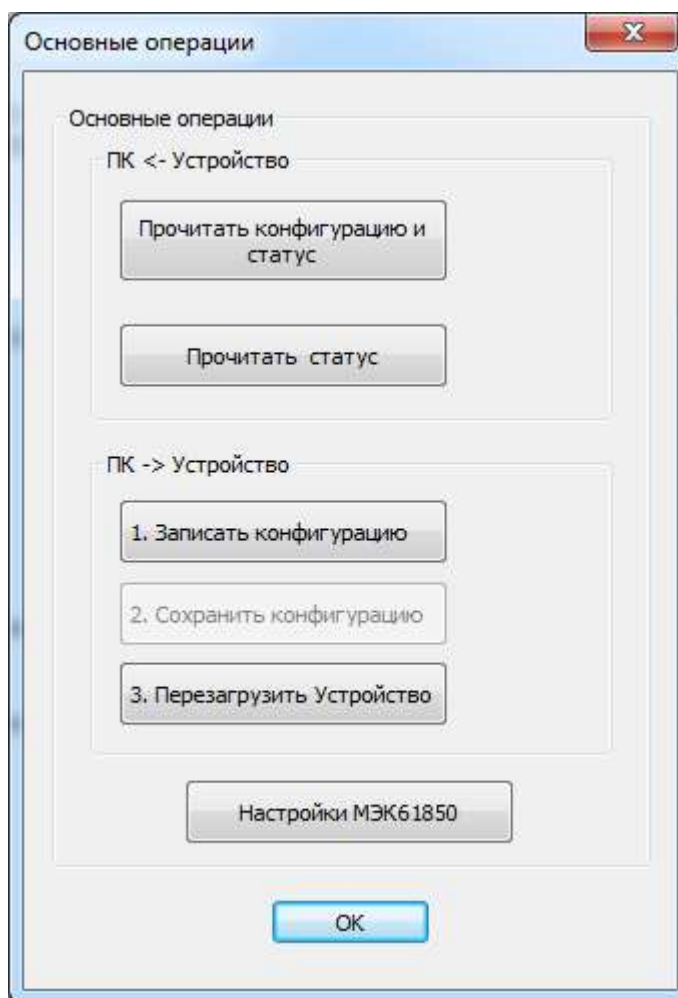 Основные операции
Основные операции
ПК <- Устройство
Прочитать конфигурацию и
статус
Прочитать статус
ПК -> Устройство
1. Записать конфигурацию
2. Сохранить конфигурацию
3. Перезагрузить Устройство
Настройки МЭК61850
OK